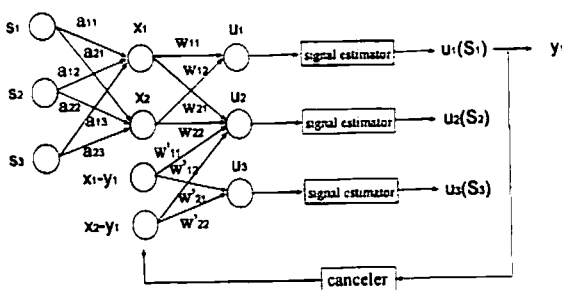 S1 a11 x1 w11 u1 signal estimator u1(S1) y1
a21 w12
S2 a12 x2 w21 u2 signal estimator u2(S2)
a22 w22
a13 w'11
S3 a23 w'12 u3 signal estimator u3(S3)
x1-y1 w'21
x2-y1 w'22
canceler